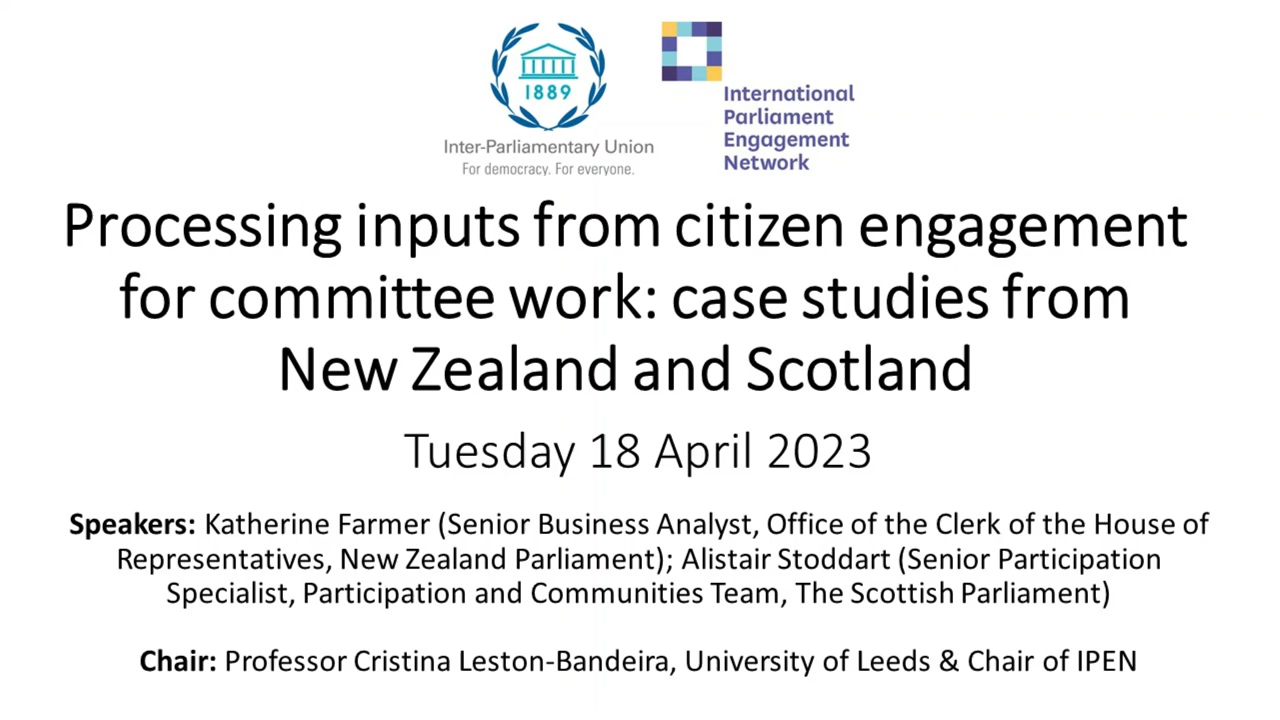 1889
Inter-Parliamentary Union
For democracy. For everyone.
International
Parliament
Engagement
Network
Processing inputs from citizen engagement
for committee work: case studies from
New Zealand and Scotland
Tuesday 18 April 2023
Speakers: Katherine Farmer (Senior Business Analyst, Office of the Clerk of the House of
Representatives, New Zealand Parliament); Alistair Stoddart (Senior Participation
Specialist, Participation and Communities Team, The Scottish Parliament)
Chair: Professor Cristina Leston-Bandeira, University of Leeds & Chair of IPEN